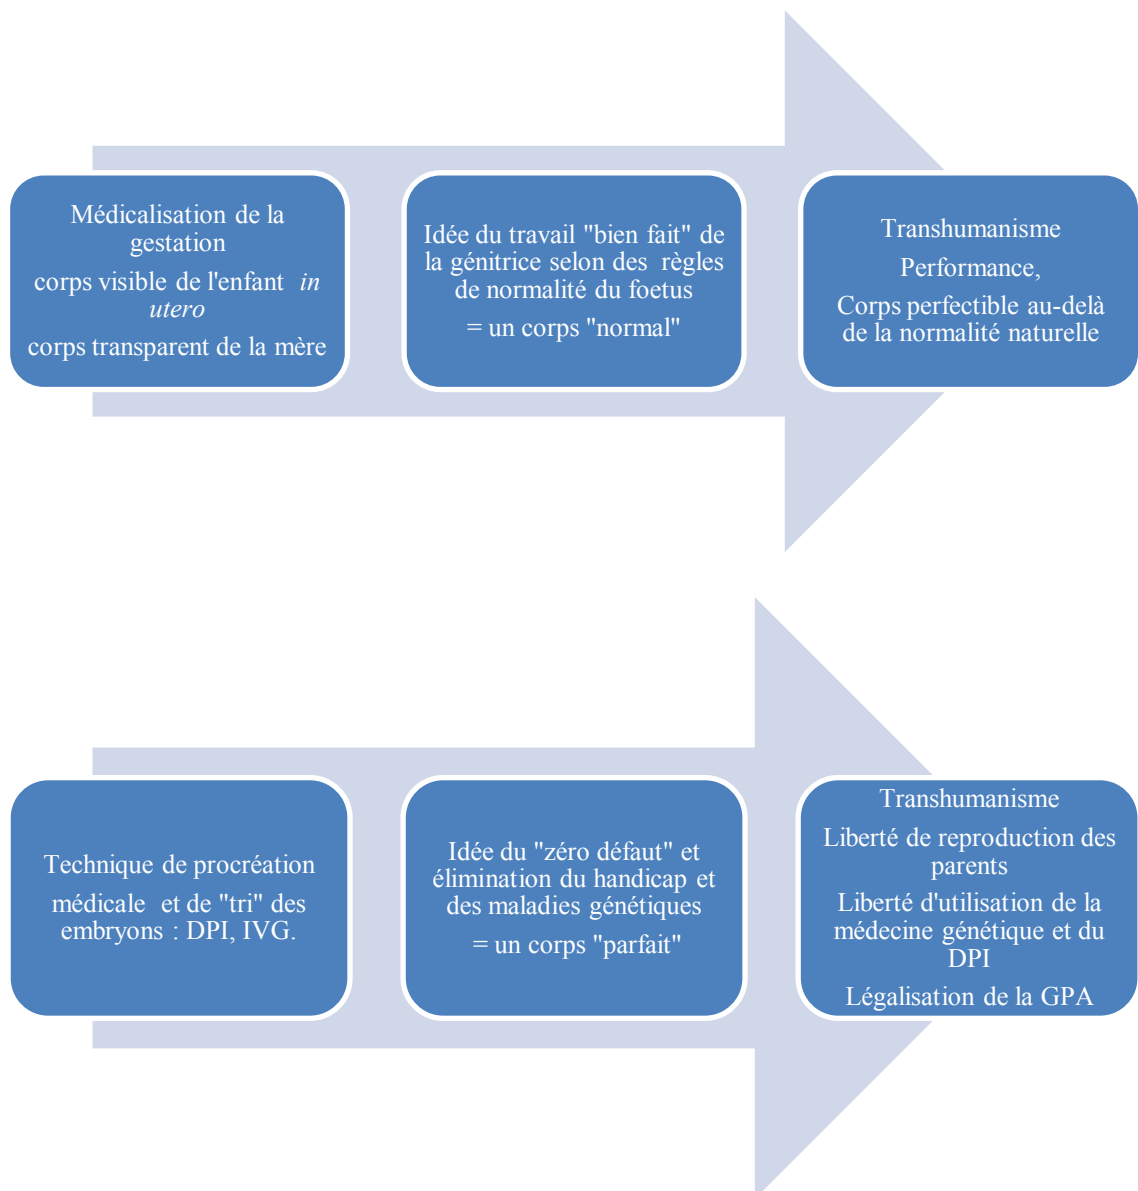 Médicalisation de la
gestation
corps visible de l'enfant in
utero
corps transparent de la mère
Idée du travail "bien fait" de
la génitrice selon des règles
de normalité du foetus
= un corps "normal"
Transhumanisme
Performance,
Corps perfectible au-delà
de la normalité naturelle
Technique de procréation
médicale et de "tri" des
embryons : DPI, IVG.
Idée du "zéro défaut" et
élimination du handicap et
des maladies génétiques
= un corps "parfait"
Transhumanisme
Liberté de reproduction des
parents
Liberté d'utilisation de la
médecine génétique et du
DPI
Légalisation de la GPA